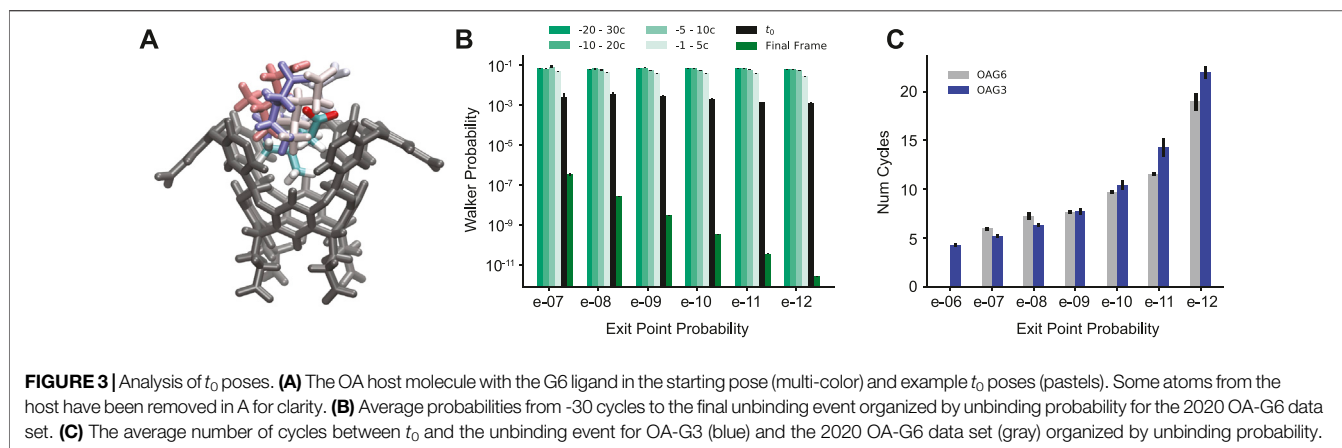 A
B
-20 - 30c
-10 - 20c
-5 - 10c
-1 - 5c
t0
Final Frame
Walker Probability
10-1
10-3
10-5
10-7
10-9
10-11
e-07 e-08 e-09 e-10 e-11 e-12
Exit Point Probability
C
OAG6
OAG3
Num Cycles
20
15
10
5
0
e-06 e-07 e-08 e-09 e-10 e-11 e-12
Exit Point Probability
FIGURE 3 | Analysis of t0 poses. (A) The OA host molecule with the G6 ligand in the starting pose (multi-color) and example t0 poses (pastels). Some atoms from the
host have been removed in A for clarity. (B) Average probabilities from -30 cycles to the final unbinding event organized by unbinding probability for the 2020 OA-G6 data
set. (C) The average number of cycles between t0 and the unbinding event for OA-G3 (blue) and the 2020 OA-G6 data set (gray) organized by unbinding probability.